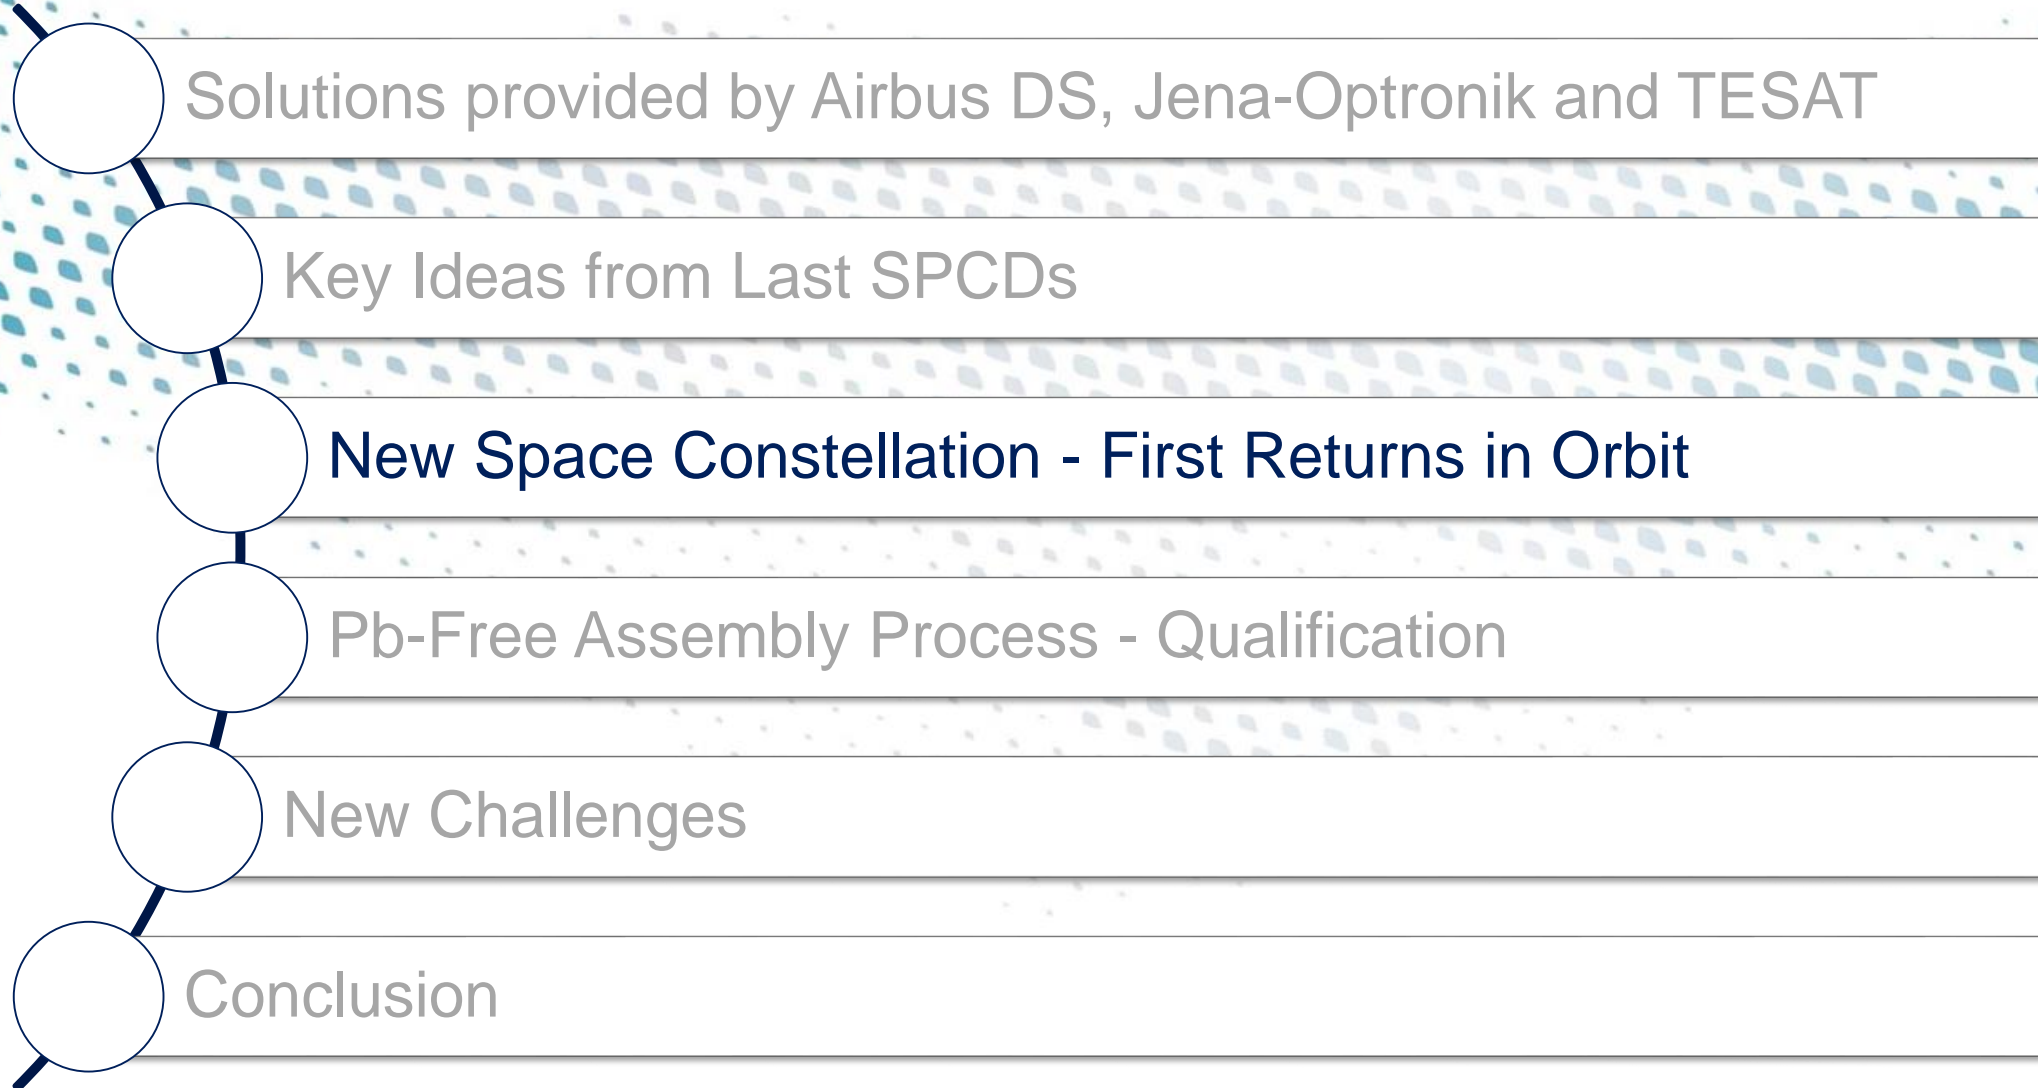 Solutions provided by Airbus DS, Jena-Optronik and TESAT
Key Ideas from Last SPCDs
New Space Constellation - First Returns in Orbit
Pb-Free Assembly Process - Qualification
New Challenges
Conclusion